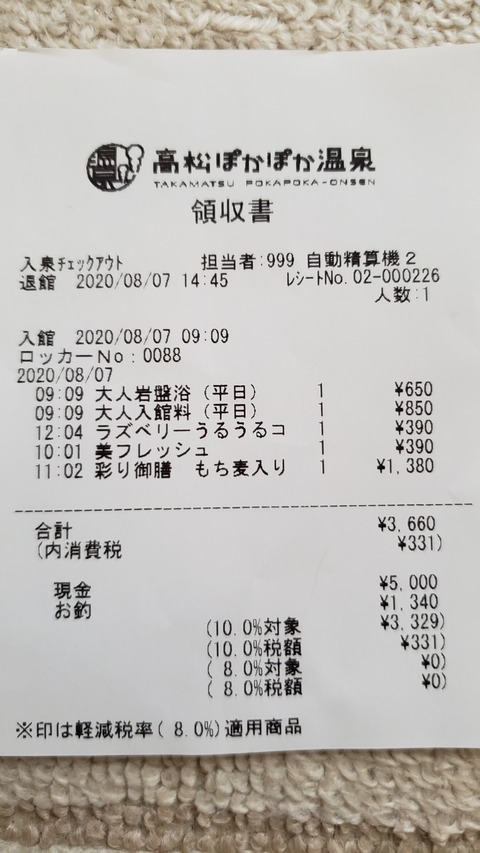 温泉 高松ぽかぽか温泉
TAKAMATSU POKAPOKA-ONSEN
領収書
入泉ﾁｪｯｸｱｳﾄ 担当者:999 自動精算機2
退館 2020/08/07 14:45 ﾚｼｰﾄNo.02-000226
人数:1
入館 2020/08/07 09:09
ロッカーNo:0088
2020/08/07
09:09 大人岩盤浴(平日) 1 ¥650
09:09 大人入館料(平日) 1 ¥850
12:04 ラズベリーうるうるコ 1 ¥390
10:01 美フレッシュ 1 ¥390
11:02 彩り御膳 もち麦入り 1 ¥1,380
合計 ¥3,660
(内消費税 ¥331)
現金 ¥5,000
お釣 ¥1,340
(10.0%対象 ¥3,329)
(10.0%税額 ¥331)
( 8.0%対象 ¥0)
( 8.0%税額 ¥0)
※印は軽減税率( 8.0%)適用商品